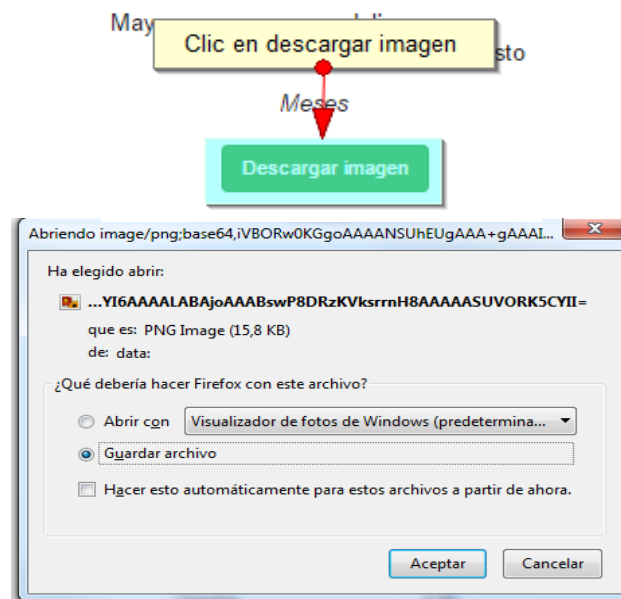 May
Clic en descargar imagen
sto
Meses
Descargar imagen
Abriendo image/png;base64,iVBORw0KGgoAAAANSUhEUgAAA+gAAAI...
Ha elegido abrir:
...YI6AAAALABAjoAAABswP8DRzKVksrrnH8AAAAASUVORK5CYII=
que es: PNG Image (15,8 KB)
de: data:
¿Qué debería hacer Firefox con este archivo?
Abrir con Visualizador de fotos de Windows (predetermina...
Guardar archivo
Hacer esto automáticamente para estos archivos a partir de ahora.
Aceptar Cancelar